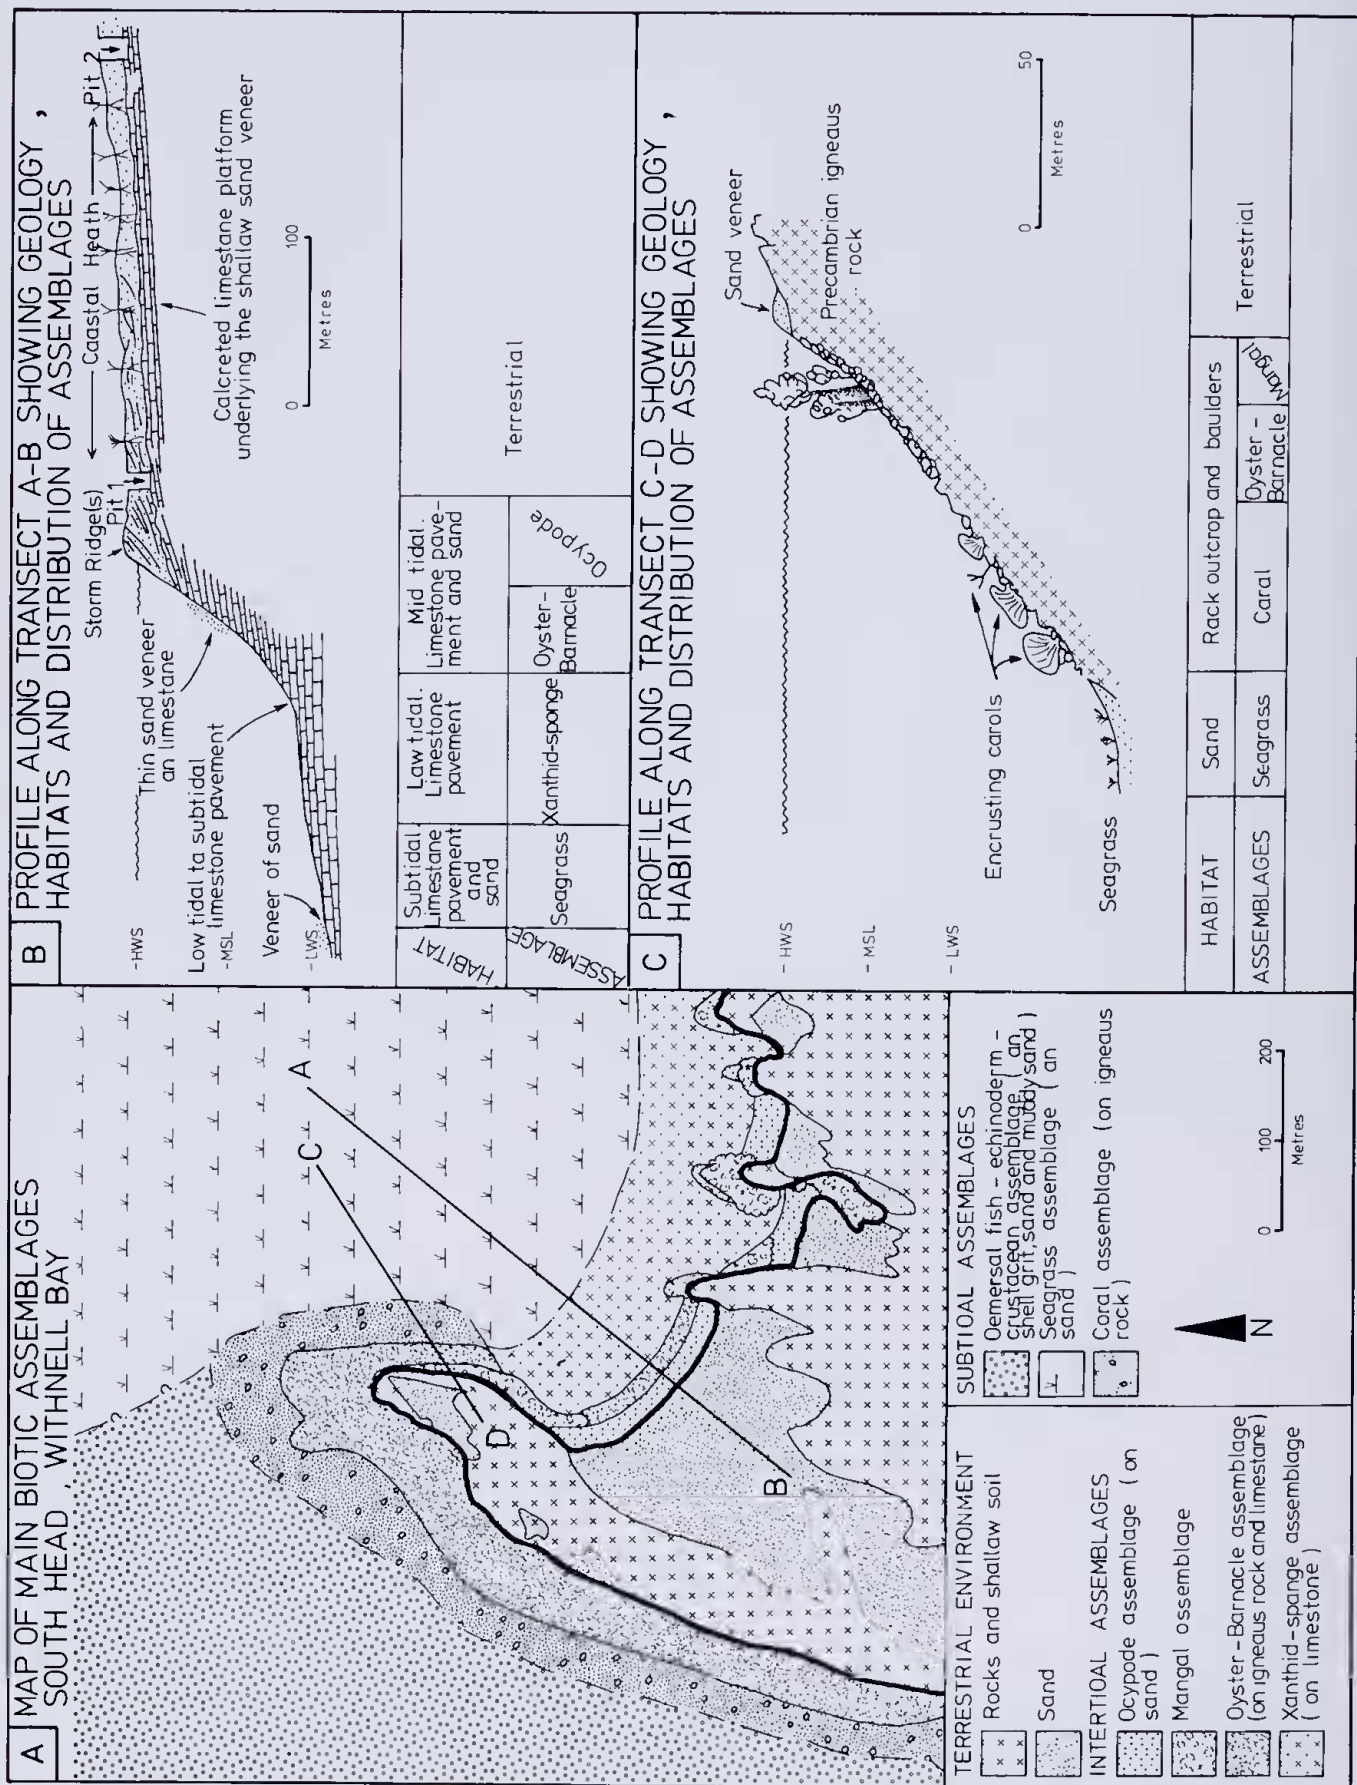 A
MAP OF MAIN BIOTIC ASSEMBLAGES
SOUTH HEAD , WITHNELL BAY
A
C
D
B
TERRESTRIAL ENVIRONMENT
Rocks and shallaw soil
Sand
INTERTIOAL ASSEMBLAGES
Ocypode assemblage ( on
sand )
Mangal assemblage
Oyster - Barnacle assemblage
(on igneous rock and limestane)
Xanthid-spange assemblage
( on limestone )
SUBTIOAL ASSEMBLAGES
Oemersal fish - echinoderm -
crustacean assemblage ( an
shell grit, sand and muddy sand )
Seagrass assemblage ( an
sand )
Caral assemblage (on igneaus
rock )
N
0 100 200
Metres
B
PROFILE ALONG TRANSECT A-B SHOWING GEOLOGY ,
HABITATS AND DISTRIBUTION OF ASSEMBLAGES
Storm Ridge(s)
Pit 1
Caastal Heath
Pit 2
-HWS
Thin sand veneer
an limestane
Low tidal ta subtidal
limestone pavement
-MSL
Veneer of sand
-LWS
Calcreted limestane platform
underlying the shallaw sand veneer
0 100
Metres
HABITAT
Subtidal.
Limestane
pavement
and
sand
Law tidal.
Limestone
pavement
Mid tidal.
Limestone pave-
ment and sand
Terrestrial
ASSEMBLAGE
Seagrass
Xanthid-sponge
Oyster-
Barnacle
Ocypode
C
PROFILE ALONG TRANSECT C-D SHOWING GEOLOGY ,
HABITATS AND DISTRIBUTION OF ASSEMBLAGES
- HWS
- MSL
- LWS
Sand veneer
Precambrian igneaus
rock
Encrusting carols
Seagrass
0 50
Metres
HABITAT
Sand
Rack outcrop and baulders
Terrestrial
ASSEMBLAGES
Seagrass
Caral
Oyster -
Barnacle
Mangal